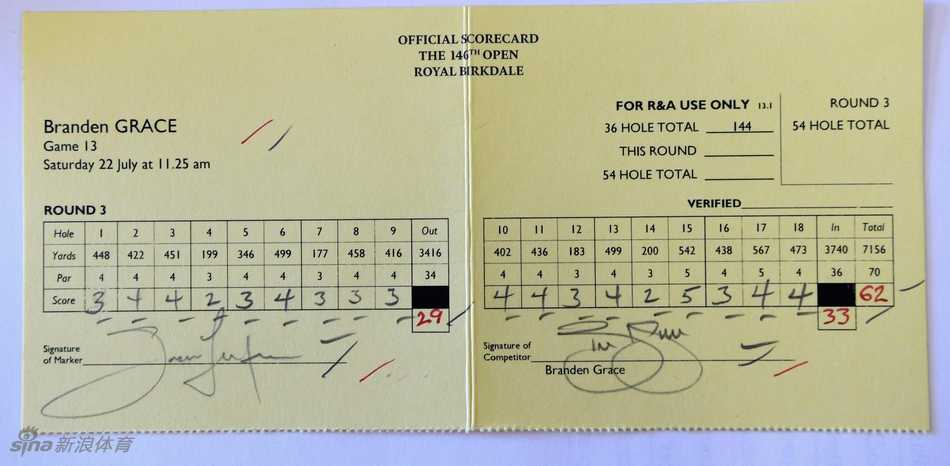 OFFICIAL SCORECARD
THE 146TH OPEN
ROYAL BIRKDALE
Branden GRACE
Game 13
Saturday 22 July at 11.25 am
FOR R&A USE ONLY 13.1
36 HOLE TOTAL 144
THIS ROUND
54 HOLE TOTAL
ROUND 3
54 HOLE TOTAL
VERIFIED
ROUND 3
Hole 1 2 3 4 5 6 7 8 9 Out
Yards 448 422 451 199 346 499 177 458 416 3416
Par 4 4 4 3 4 4 3 4 4 34
Score 3 4 4 2 3 4 3 3 3
29
10 11 12 13 14 15 16 17 18 In Total
402 436 183 499 200 542 438 567 473 3740 7156
4 4 3 4 3 5 4 5 4 36 70
4 4 3 4 2 5 3 4 4 62
33
Signature
of Marker
Signature of
Competitor
Branden Grace
sina新浪体育